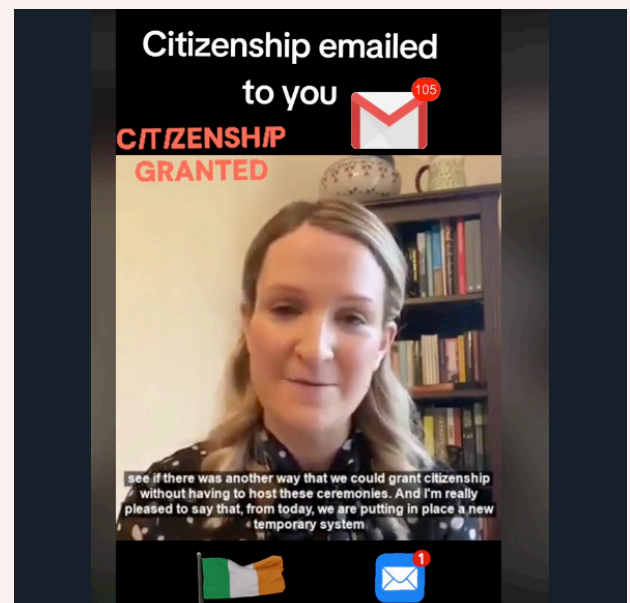 Citizenship emailed
to you
105
CITIZENSHIP
GRANTED
see if there was another way that we could grant citizenship
without having to host these ceremonies. And I'm really
pleased to say that, from today, we are putting in place a new
temporary system
1